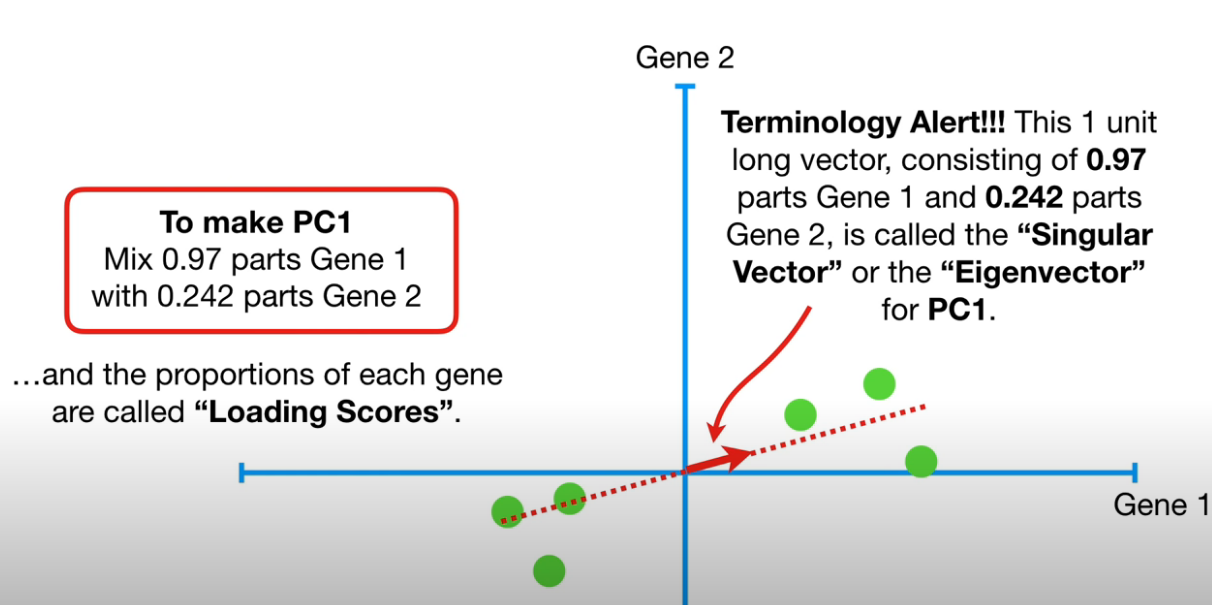 Gene 2
Terminology Alert!!! This 1 unit
long vector, consisting of 0.97
parts Gene 1 and 0.242 parts
Gene 2, is called the “Singular
Vector” or the “Eigenvector”
for PC1.
To make PC1
Mix 0.97 parts Gene 1
with 0.242 parts Gene 2
…and the proportions of each gene
are called “Loading Scores”.
Gene 1